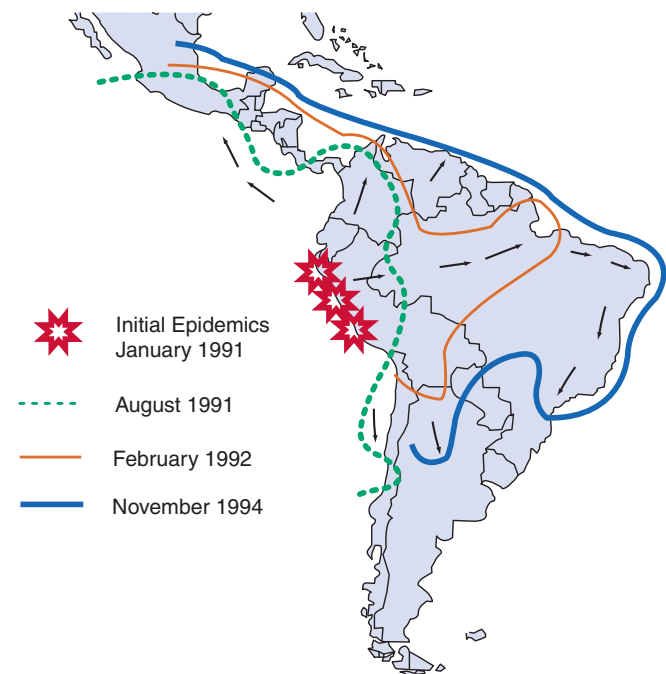 Initial Epidemics
January 1991
August 1991
February 1992
November 1994